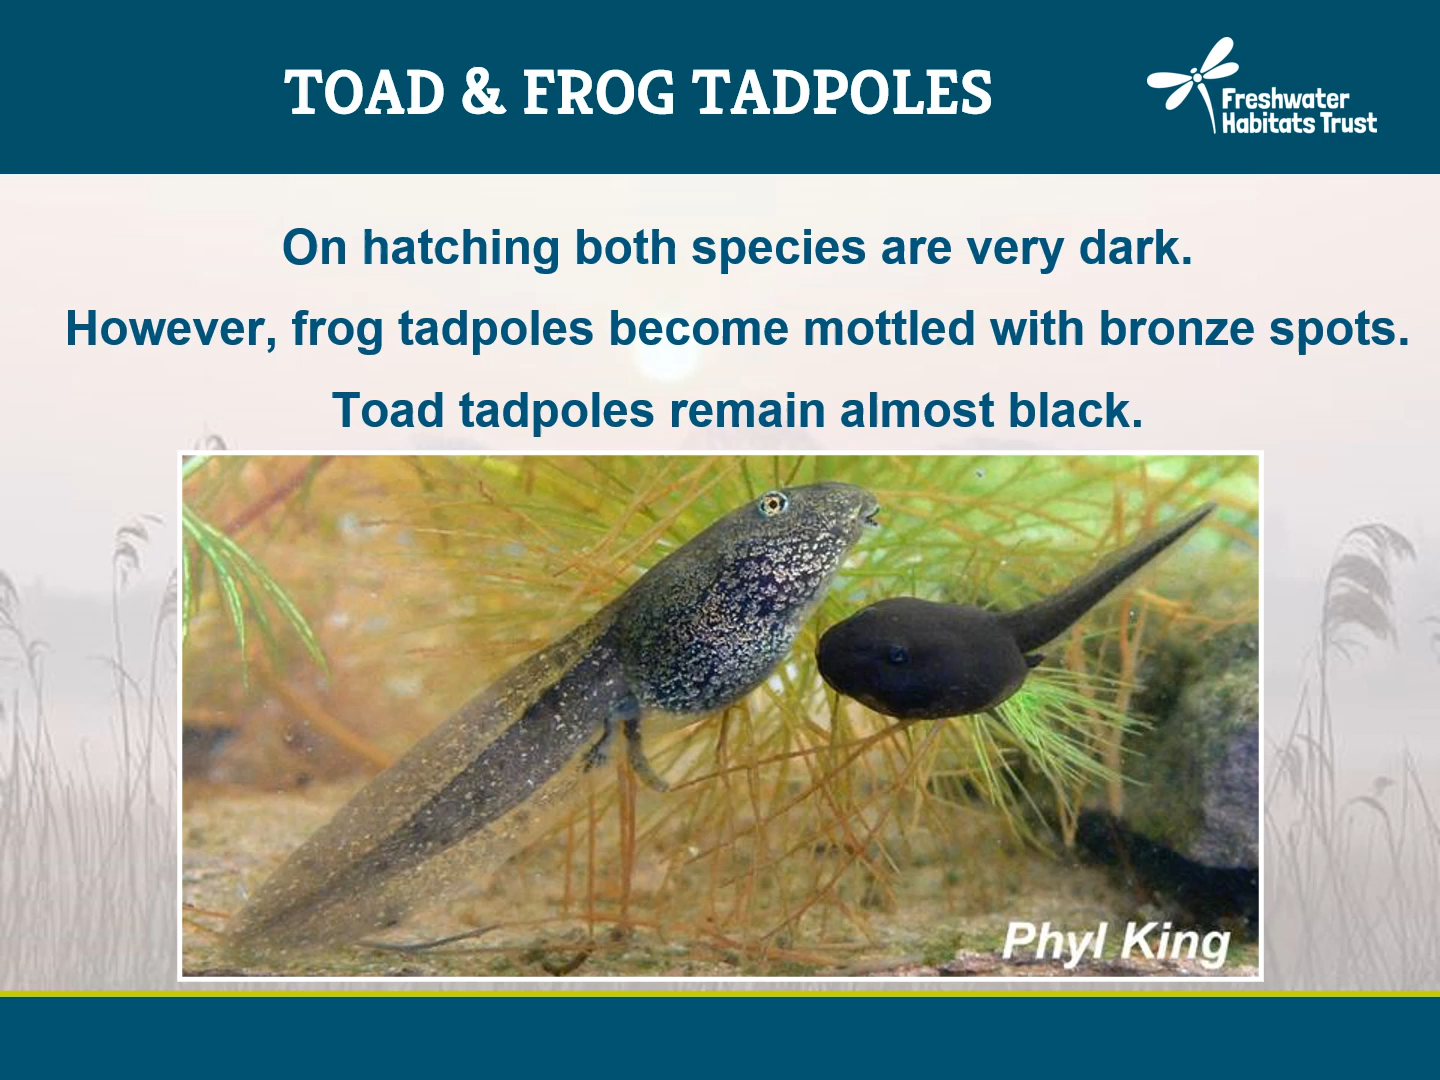 TOAD & FROG TADPOLES
Freshwater
Habitats Trust
On hatching both species are very dark.
However, frog tadpoles become mottled with bronze spots.
Toad tadpoles remain almost black.
Phyl King